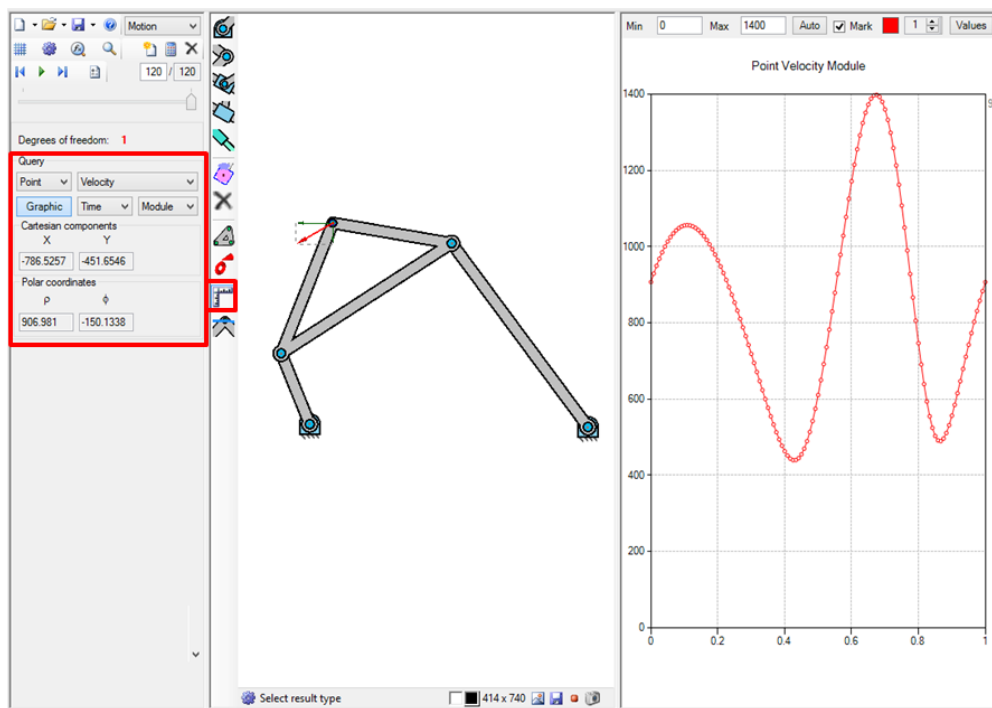 Motion
120 / 120
Degrees of freedom: 1
Query
Point Velocity
Graphic Time Module
Cartesian components
X Y
-786.5257 -451.6546
Polar coordinates
ρ ϕ
906.981 -150.1338
Select result type
414 x 740
Min 0 Max 1400 Auto Mark 1 Values
Point Velocity Module
1400
1200
1000
800
600
400
200
0
0 0.2 0.4 0.6 0.8 1